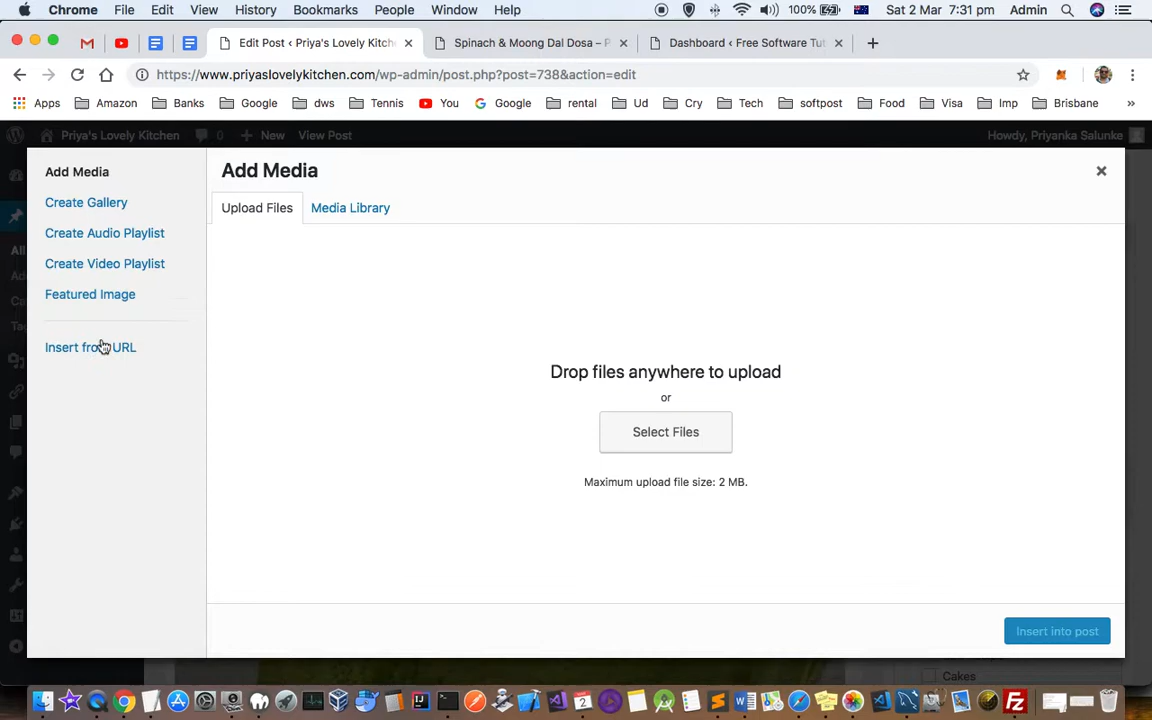 Chrome File Edit View History Bookmarks People Window Help 100% Sat 2 Mar 7:31 pm Admin
Edit Post ‹ Priya's Lovely Kitch Spinach & Moong Dal Dosa – P Dashboard ‹ Free Software Tut
https://www.priyaslovelykitchen.com/wp-admin/post.php?post=738&action=edit
Apps Amazon Banks Google dws Tennis You Google rental Ud Cry Tech softpost Food Visa Imp Brisbane »
Priya's Lovely Kitchen 0 New View Post Howdy, Priyanka Salunke
Add Media
Create Gallery
Create Audio Playlist
Create Video Playlist
Featured Image
Insert from URL
Add Media
Upload Files Media Library
Drop files anywhere to upload
or
Select Files
Maximum upload file size: 2 MB.
Insert into post
All
Cakes